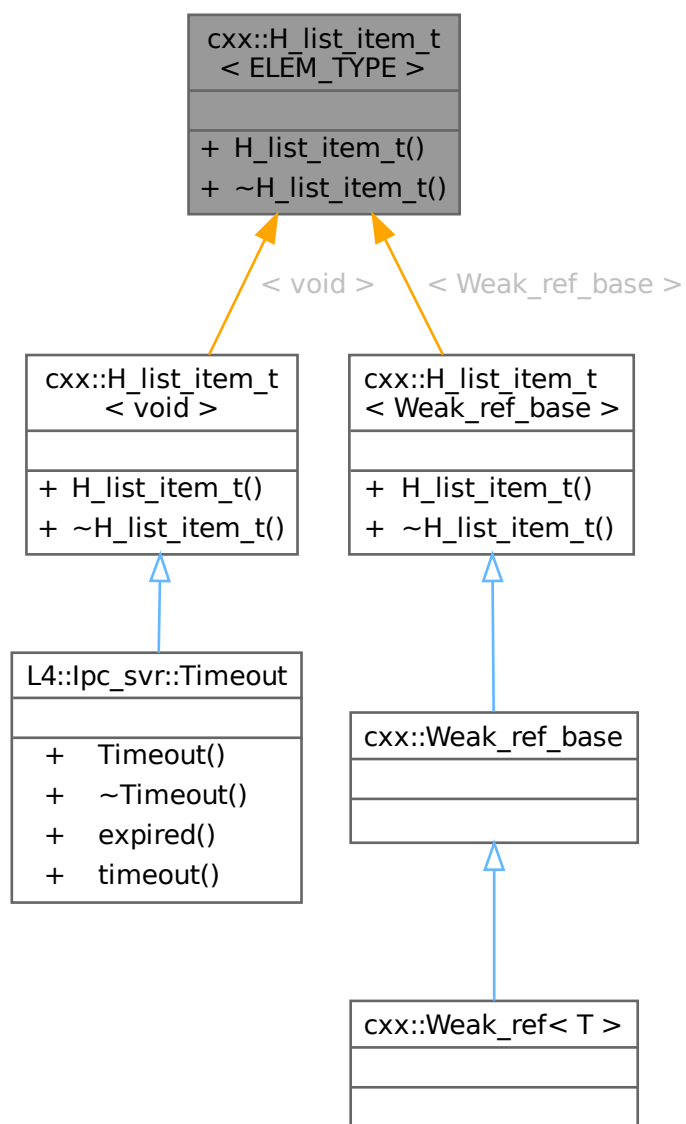 cxx::H_list_item_t
< ELEM_TYPE >
+ H_list_item_t()
+ ~H_list_item_t()
< void >
< Weak_ref_base >
cxx::H_list_item_t
< void >
+ H_list_item_t()
+ ~H_list_item_t()
cxx::H_list_item_t
< Weak_ref_base >
+ H_list_item_t()
+ ~H_list_item_t()
L4::Ipc_svr::Timeout
+ Timeout()
+ ~Timeout()
+ expired()
+ timeout()
cxx::Weak_ref_base
cxx::Weak_ref< T >